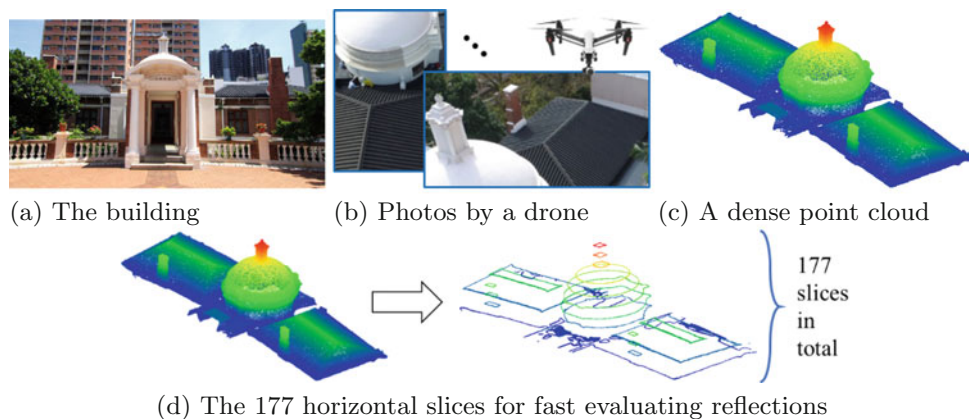 (a) The building
(b) Photos by a drone
(c) A dense point cloud
177
slices
in
total
(d) The 177 horizontal slices for fast evaluating reflections